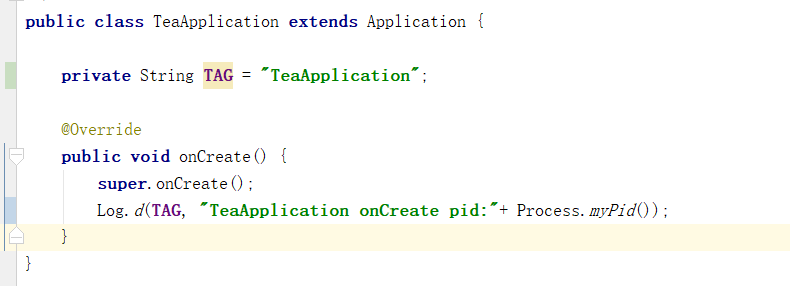 public class TeaApplication extends Application {
private String TAG = "TeaApplication";
@Override
public void onCreate() {
super.onCreate();
Log.d(TAG, "TeaApplication onCreate pid:"+ Process.myPid());
}
}